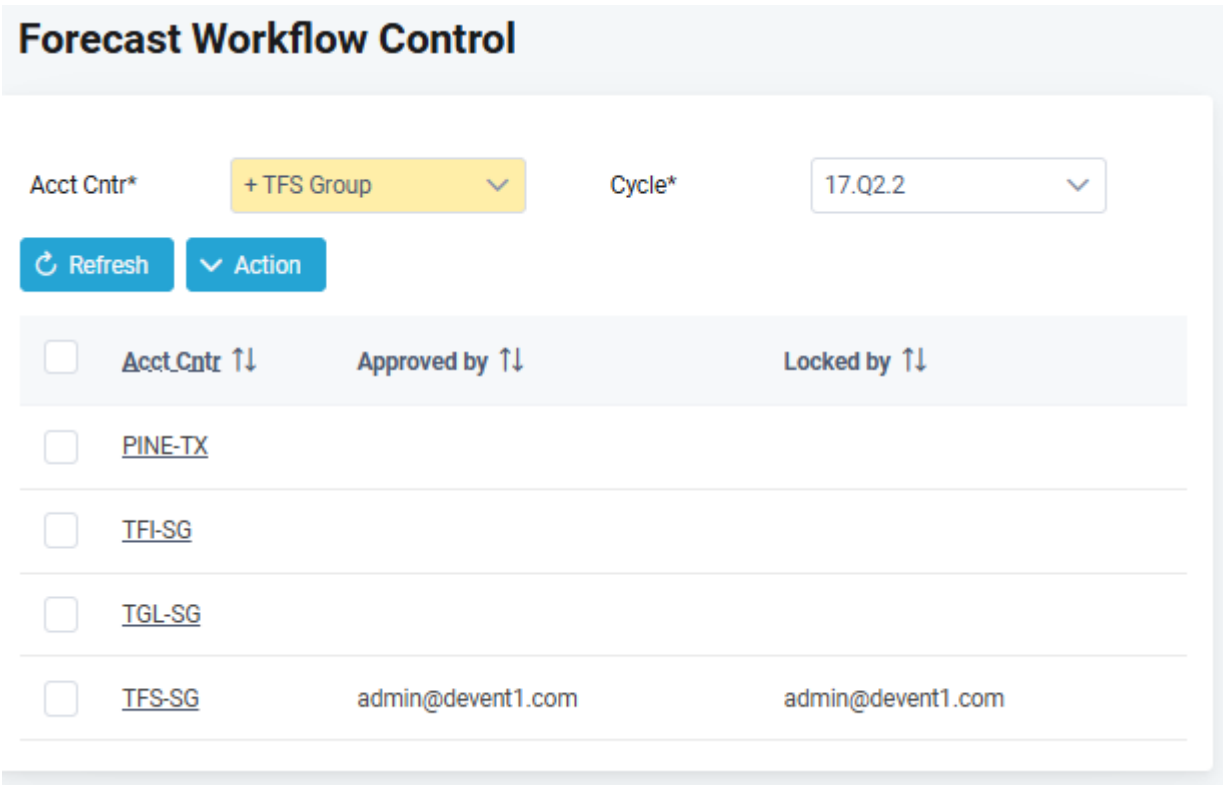 Forecast Workflow Control
Acct Cntr* + TFS Group Cycle* 17.Q2.2
Refresh Action
Acct Cntr Approved by Locked by
PINE-TX
TFI-SG
TGL-SG
TFS-SG admin@devent1.com admin@devent1.com